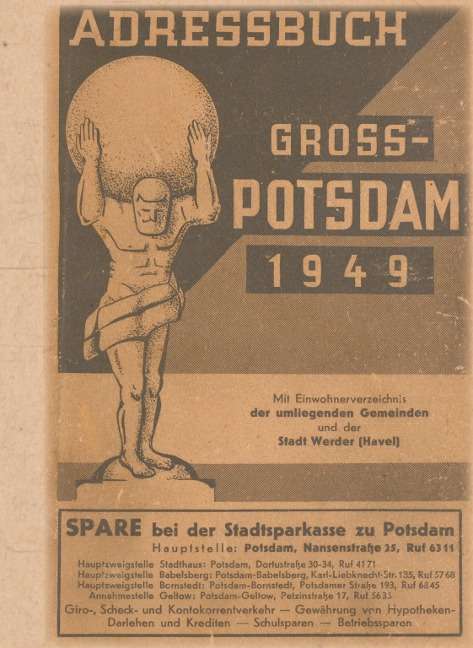 ADRESSBUCH
GROSS-
POTSDAM
1949
Mit Einwohnerverzeichnis
der umliegenden Gemeinden
und der
Stadt Werder (Havel)
SPARE bei der Stadtsparkasse zu Potsdam
Hauptstelle: Potsdam, Nansenstraße 25, Ruf 6311
Hauptzweigstelle Stadthaus: Potsdam, Dortustraße 30-34, Ruf 4171
Hauptzweigstelle Babelsberg: Potsdam-Babelsberg, Karl-Liebknecht-Str. 135, Ruf 5768
Hauptzweigstelle Bornstedt: Potsdam-Bornstedt, Potsdamer Straße 193, Ruf 6845
Annahmestelle Geltow: Potsdam-Geltow, Petzinstraße 17, Ruf 5635
Giro-, Scheck- und Kontokorrentverkehr — Gewährung von Hypotheken-
Darlehen und Krediten — Schulsparen — Betriebssparen